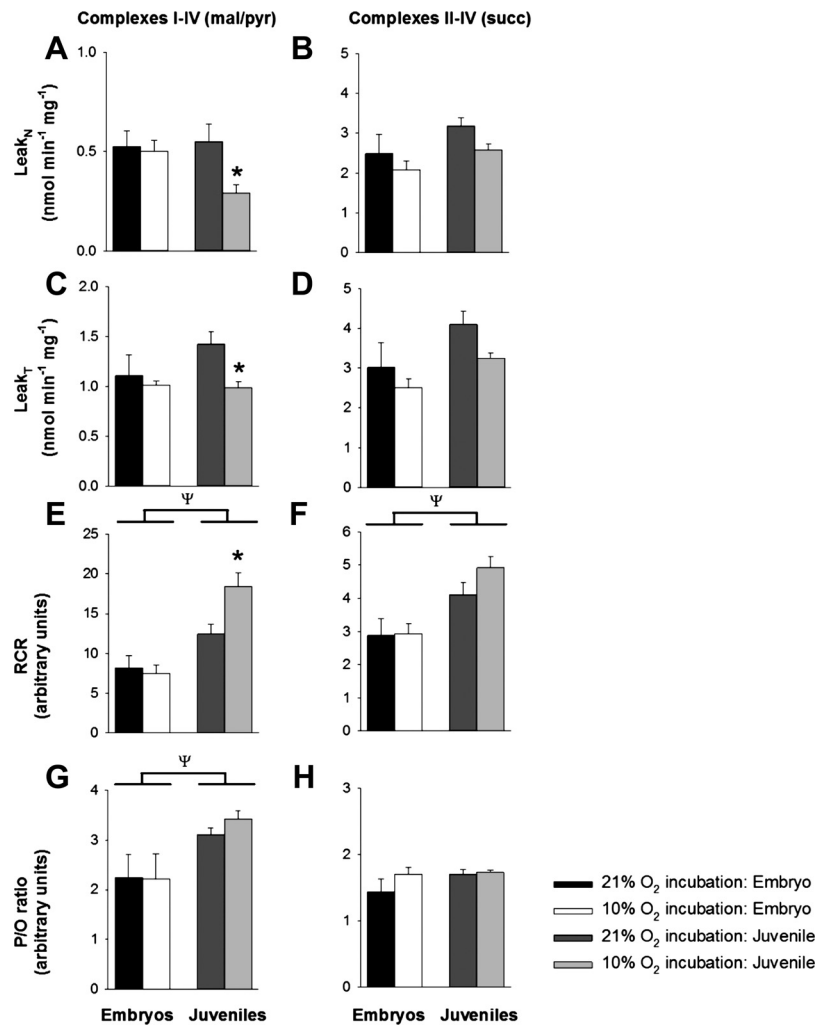 Complexes I-IV (mal/pyr) Complexes II-IV (succ)
A B
1.0
0.5
0.0
Leak_N
(nmol min⁻¹ mg⁻¹)
*
5
4
3
2
1
0
C D
2.0
1.5
1.0
0.5
0.0
Leak_T
(nmol min⁻¹ mg⁻¹)
*
5
4
3
2
1
0
E F
Ψ Ψ
25
20
15
10
5
0
RCR
(arbitrary units)
*
6
5
4
3
2
1
0
G H
Ψ
4
3
2
1
0
P/O ratio
(arbitrary units)
3
2
1
0
Embryos Juveniles Embryos Juveniles
21% O₂ incubation: Embryo
10% O₂ incubation: Embryo
21% O₂ incubation: Juvenile
10% O₂ incubation: Juvenile